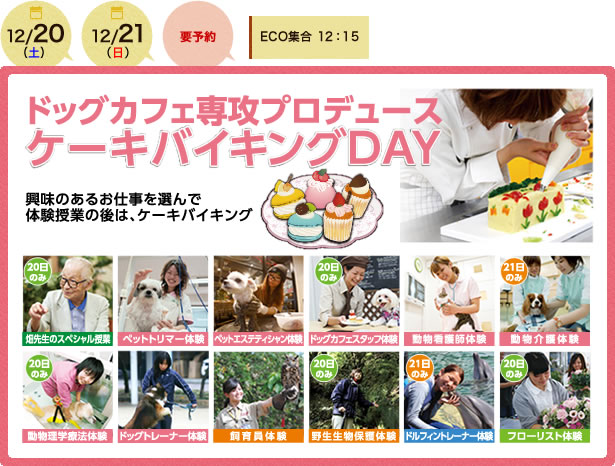 12/20
(土)
12/21
(日)
要予約
ECO集合 12:15
ドッグカフェ専攻プロデュース
ケーキバイキングDAY
興味のあるお仕事を選んで
体験授業の後は、ケーキバイキング
20日
のみ
畑先生のスペシャル授業
ペットトリマー体験
ペットエステティシャン体験
20日
のみ
ドッグカフェスタッフ体験
動物看護師体験
21日
のみ
動物介護体験
20日
のみ
動物理学療法体験
ドッグトレーナー体験
飼育員体験
20日
のみ
野生生物保護体験
21日
のみ
ドルフィントレーナー体験
20日
のみ
フローリスト体験